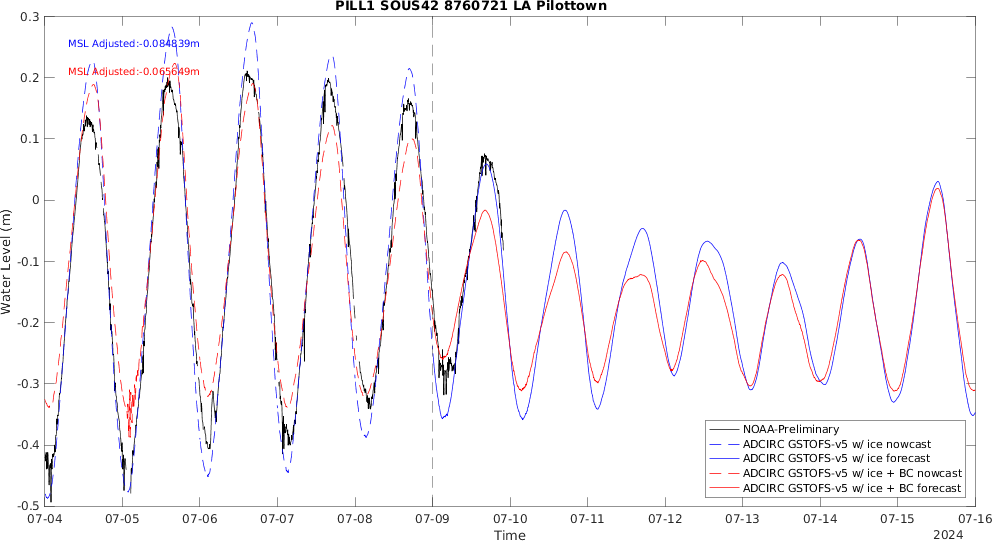 PILL1 SOUS42 8760721 LA Pilottown
MSL Adjusted:-0.084839m
MSL Adjusted:-0.065649m
Water Level (m)
0.3
0.2
0.1
0
-0.1
-0.2
-0.3
-0.4
-0.5
NOAA-Preliminary
ADCIRC GSTOFS-v5 w/ ice nowcast
ADCIRC GSTOFS-v5 w/ ice forecast
ADCIRC GSTOFS-v5 w/ ice + BC nowcast
ADCIRC GSTOFS-v5 w/ ice + BC forecast
07-04 07-05 07-06 07-07 07-08 07-09 07-10 07-11 07-12 07-13 07-14 07-15 07-16
Time
2024